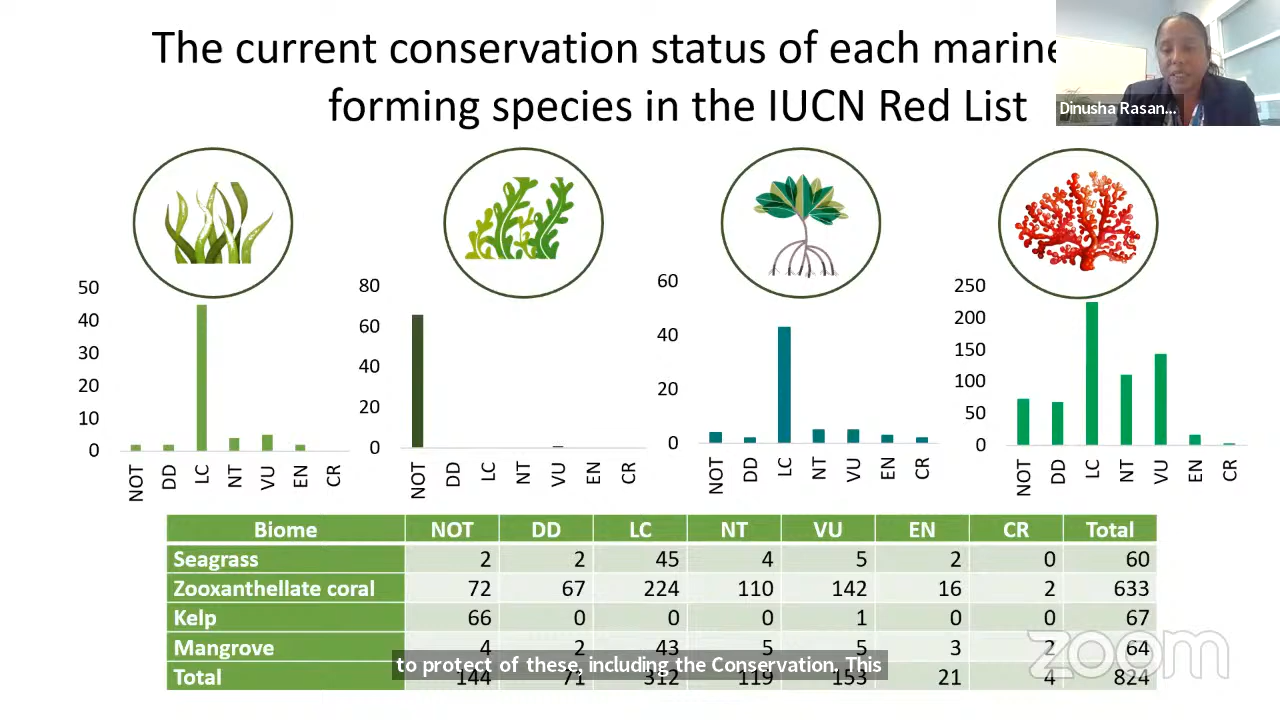 The current conservation status of each marine
forming species in the IUCN Red List
Dinusha Rasan...
50
40
30
20
10
0
NOT
DD
LC
NT
VU
EN
CR
80
60
40
20
0
NOT
DD
LC
NT
VU
EN
CR
60
40
20
0
NOT
DD
LC
NT
VU
EN
CR
250
200
150
100
50
0
NOT
DD
LC
NT
VU
EN
CR
Biome NOT DD LC NT VU EN CR Total
Seagrass 2 2 45 4 5 2 0 60
Zooxanthellate coral 72 67 224 110 142 16 2 633
Kelp 66 0 0 0 1 0 0 67
Mangrove 4 2 43 5 5 3 2 64
to protect of these, including the Conservation. This
Total 144 71 312 119 153 21 4 824
zoom